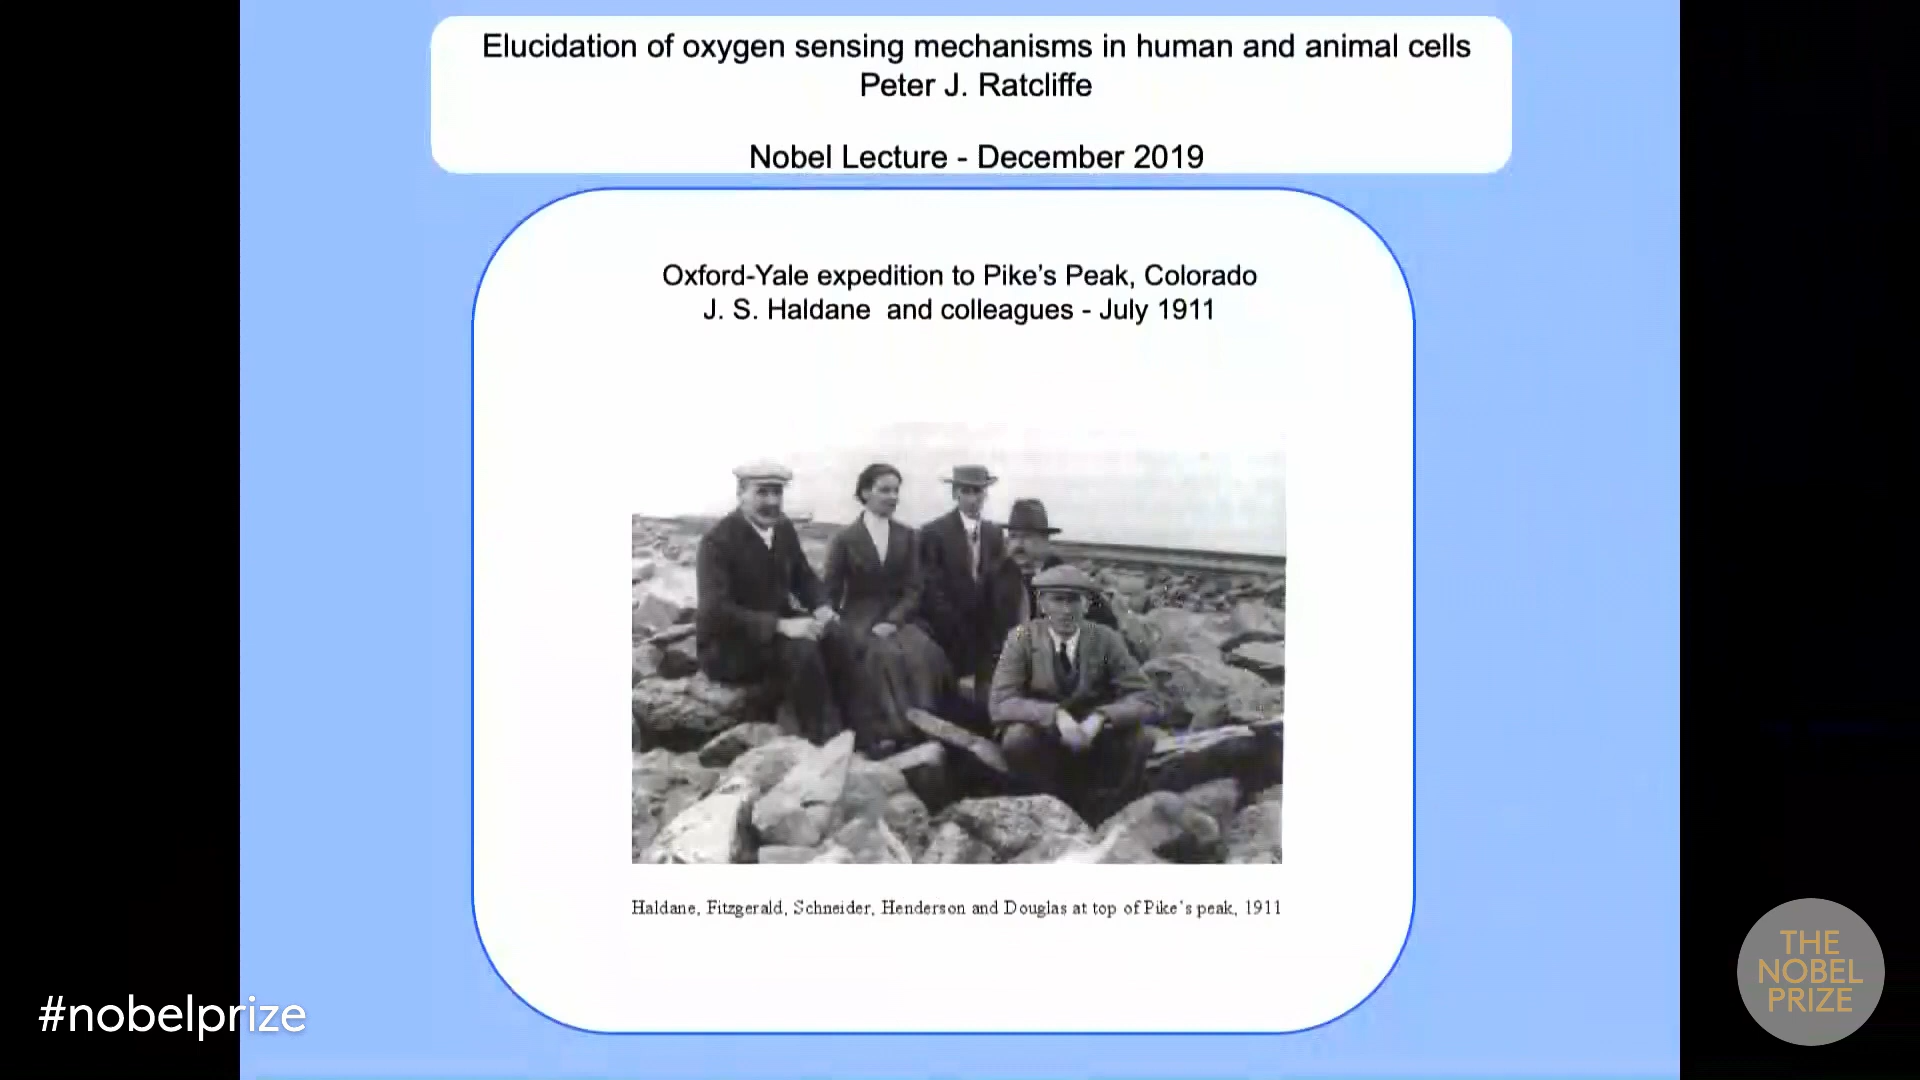 Elucidation of oxygen sensing mechanisms in human and animal cells
Peter J. Ratcliffe
Nobel Lecture - December 2019
Oxford-Yale expedition to Pike's Peak, Colorado
J. S. Haldane and colleagues - July 1911
Haldane, Fitzgerald, Schneider, Henderson and Douglas at top of Pike's peak, 1911
#nobelprize
THE
NOBEL
PRIZE